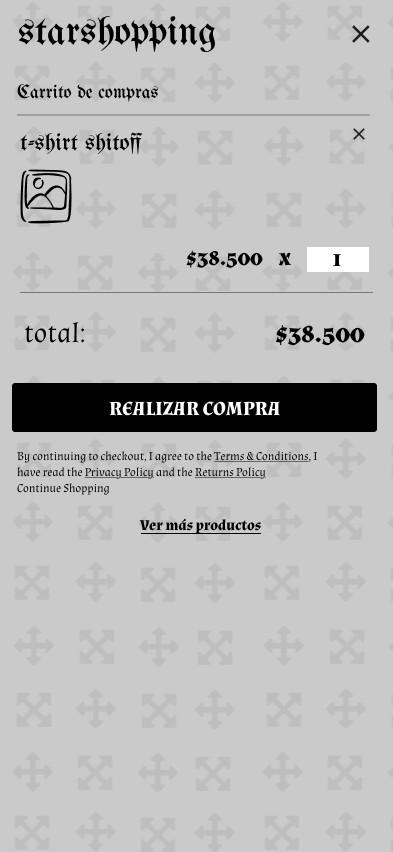 starshopping
Carrito de compras
t-shirt shitoff
$38.500 X 1
total: $38.500
REALIZAR COMPRA
By continuing to checkout, I agree to the Terms & Conditions, I
have read the Privacy Policy and the Returns Policy
Continue Shopping
Ver más productos